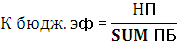 К бюдж. эф = НП
SUM ПБ